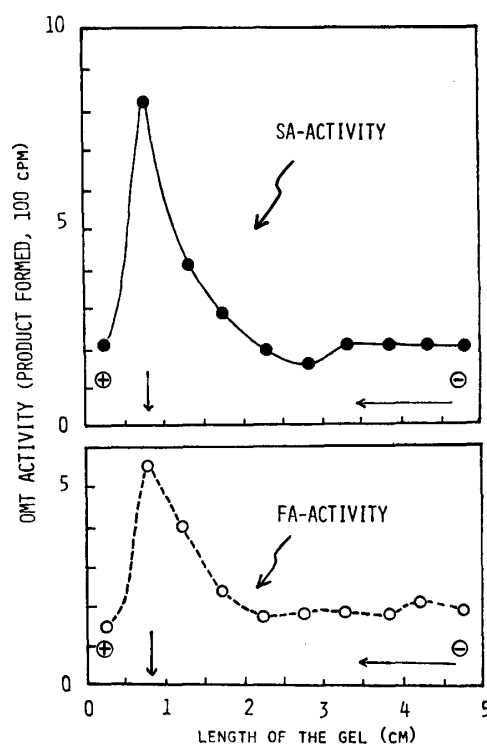 10
5
0
OMT ACTIVITY (PRODUCT FORMED, 100 CPM)
SA-ACTIVITY
⊕
⊖
5
0
FA-ACTIVITY
⊕
⊖
0 1 2 3 4 5
LENGTH OF THE GEL (CM)